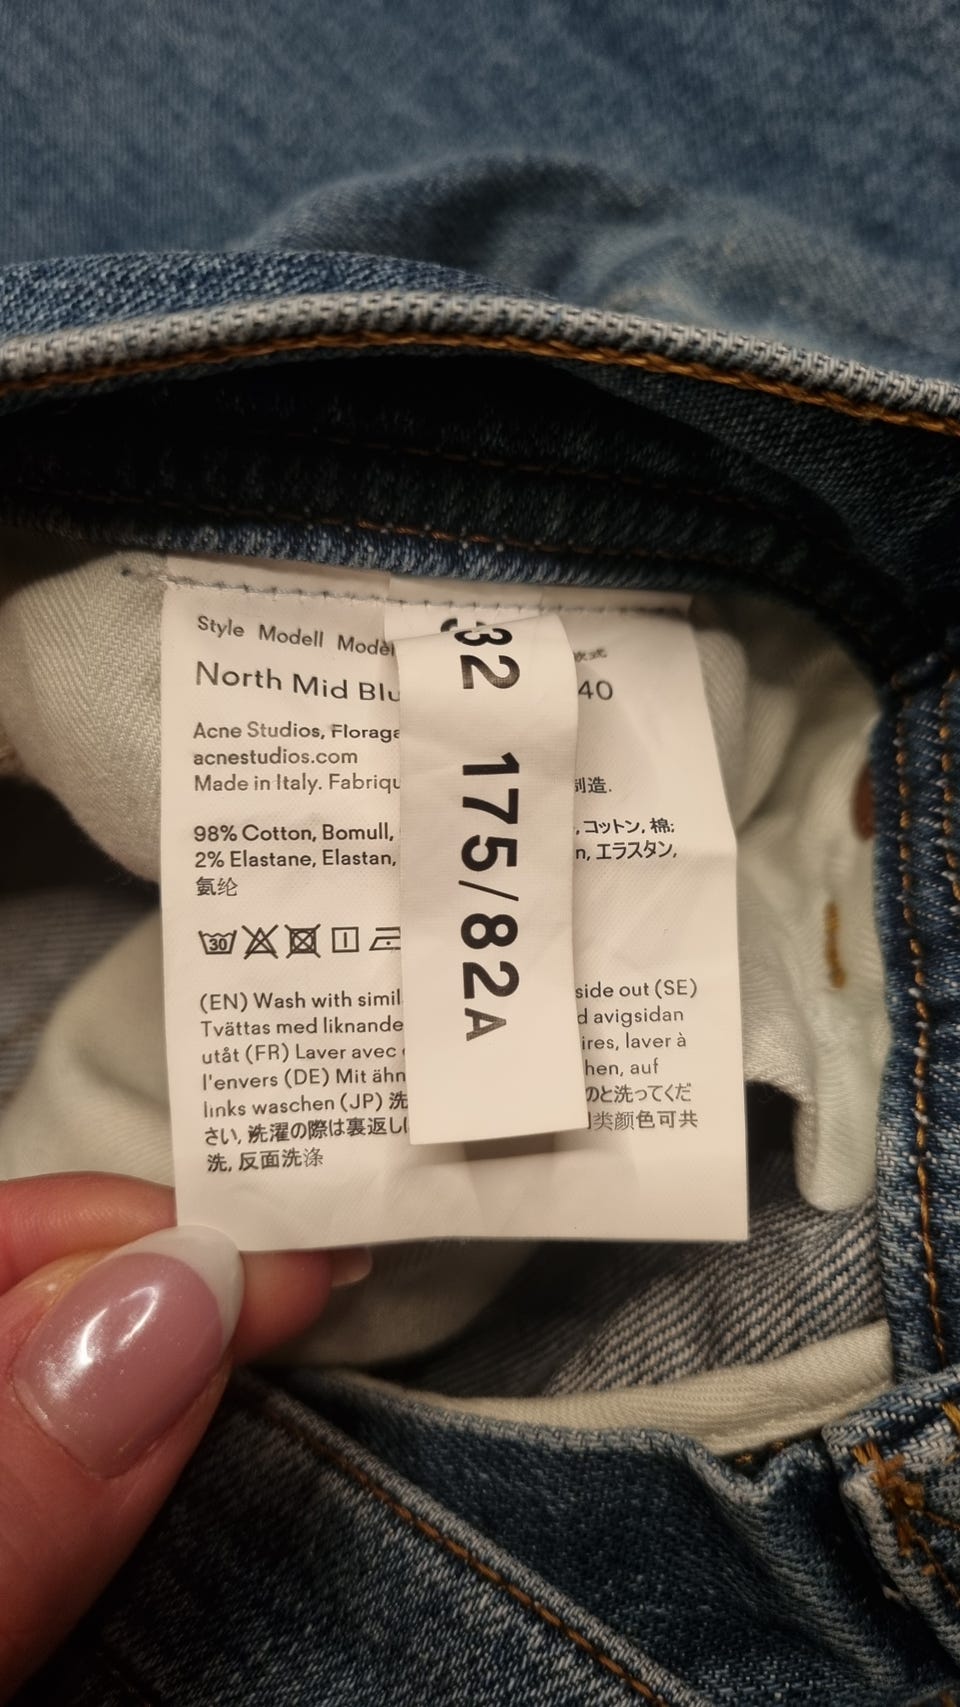 Style Modell Modèl
款式
North Mid Blu
40
Acne Studios, Floraga
acnestudios.com
Made in Italy. Fabriqu
制造.
98% Cotton, Bomull,
, コットン, 棉;
2% Elastane, Elastan,
n, エラスタン,
氨纶
30
(EN) Wash with simil
side out (SE)
Tvättas med liknande
d avigsidan
utåt (FR) Laver avec
ires, laver à
l'envers (DE) Mit ähn
hen, auf
links waschen (JP) 洗
のと洗ってくだ
さい, 洗濯の際は裏返し
类颜色可共
洗, 反面洗涤
32 175/82A